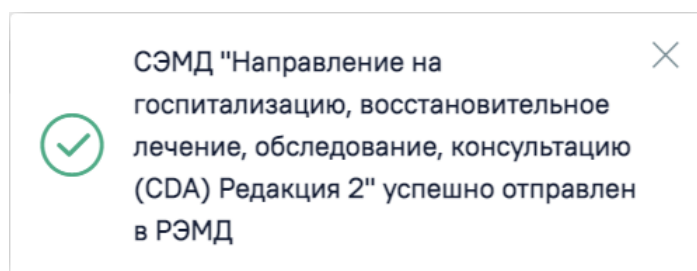 СЭМД "Направление на
госпитализацию, восстановительное
лечение, обследование, консультацию
(CDA) Редакция 2" успешно отправлен
в РЭМД